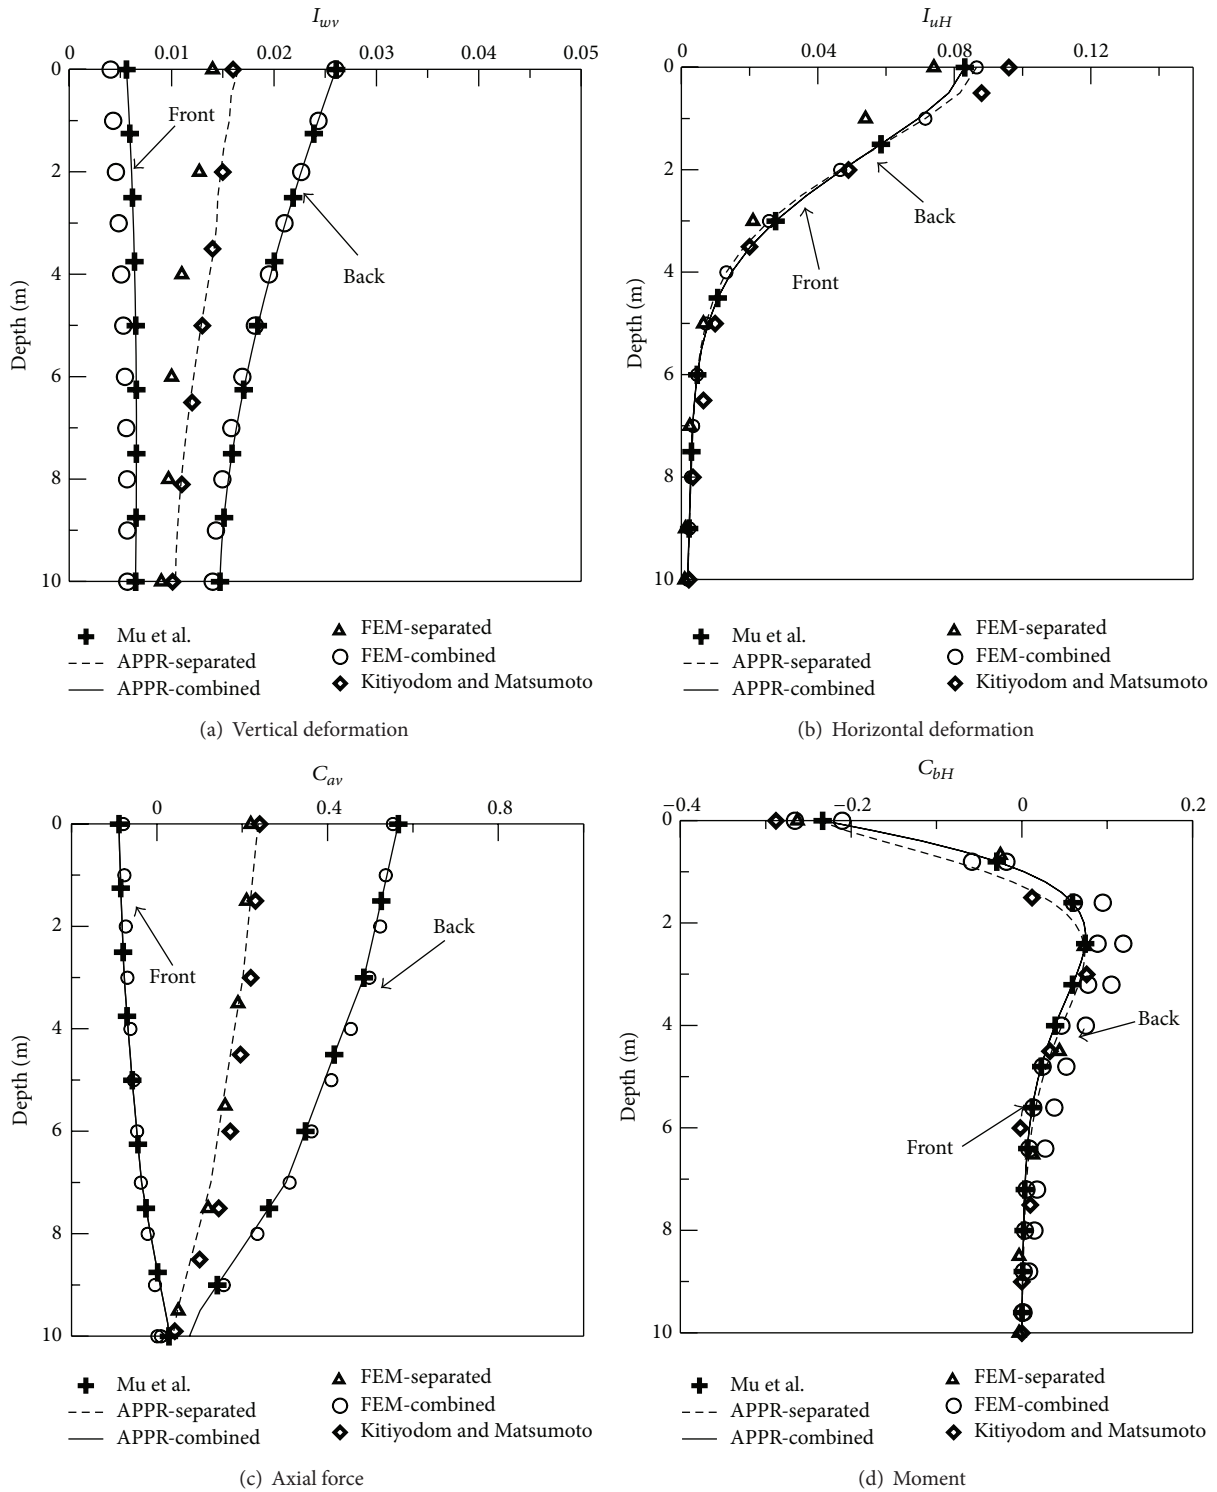 I_wv
0 0.01 0.02 0.03 0.04 0.05
0
2
4
6
8
10
Depth (m)
Front
Back
Mu et al.
APPR-separated
APPR-combined
FEM-separated
FEM-combined
Kitiyodom and Matsumoto
(a) Vertical deformation
I_uH
0 0.04 0.08 0.12
0
2
4
6
8
10
Depth (m)
Back
Front
Mu et al.
APPR-separated
APPR-combined
FEM-separated
FEM-combined
Kitiyodom and Matsumoto
(b) Horizontal deformation
C_av
0 0.4 0.8
0
2
4
6
8
10
Depth (m)
Front
Back
Mu et al.
APPR-separated
APPR-combined
FEM-separated
FEM-combined
Kitiyodom and Matsumoto
(c) Axial force
C_bH
−0.4 −0.2 0 0.2
0
2
4
6
8
10
Depth (m)
Back
Front
Mu et al.
APPR-separated
APPR-combined
FEM-separated
FEM-combined
Kitiyodom and Matsumoto
(d) Moment